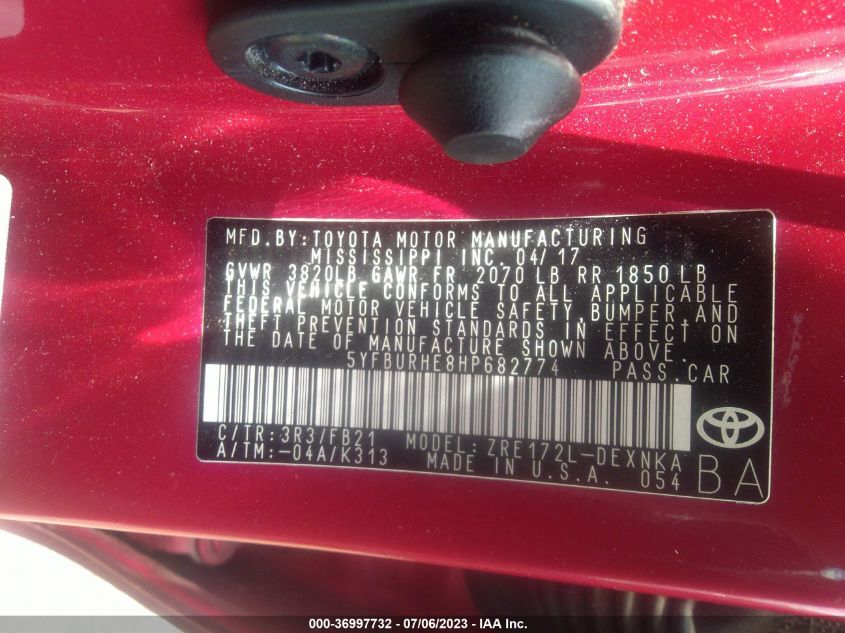 MFD.BY:TOYOTA MOTOR MANUFACTURING
MISSISSIPPI INC. 04/17
GVWR 3820LB GAWR FR 2070 LB RR 1850 LB
THIS VEHICLE CONFORMS TO ALL APPLICABLE
FEDERAL MOTOR VEHICLE SAFETY, BUMPER, AND
THEFT PREVENTION STANDARDS IN EFFECT ON
THE DATE OF MANUFACTURE SHOWN ABOVE.
5YFBURHE8HP682774 PASS.CAR
C/TR:3R3/FB21 MODEL:ZRE172L-DEXNKA
A/TM:-04A/K313 MADE IN U.S.A. 054
BA
000-36997732 - 07/06/2023 - IAA Inc.